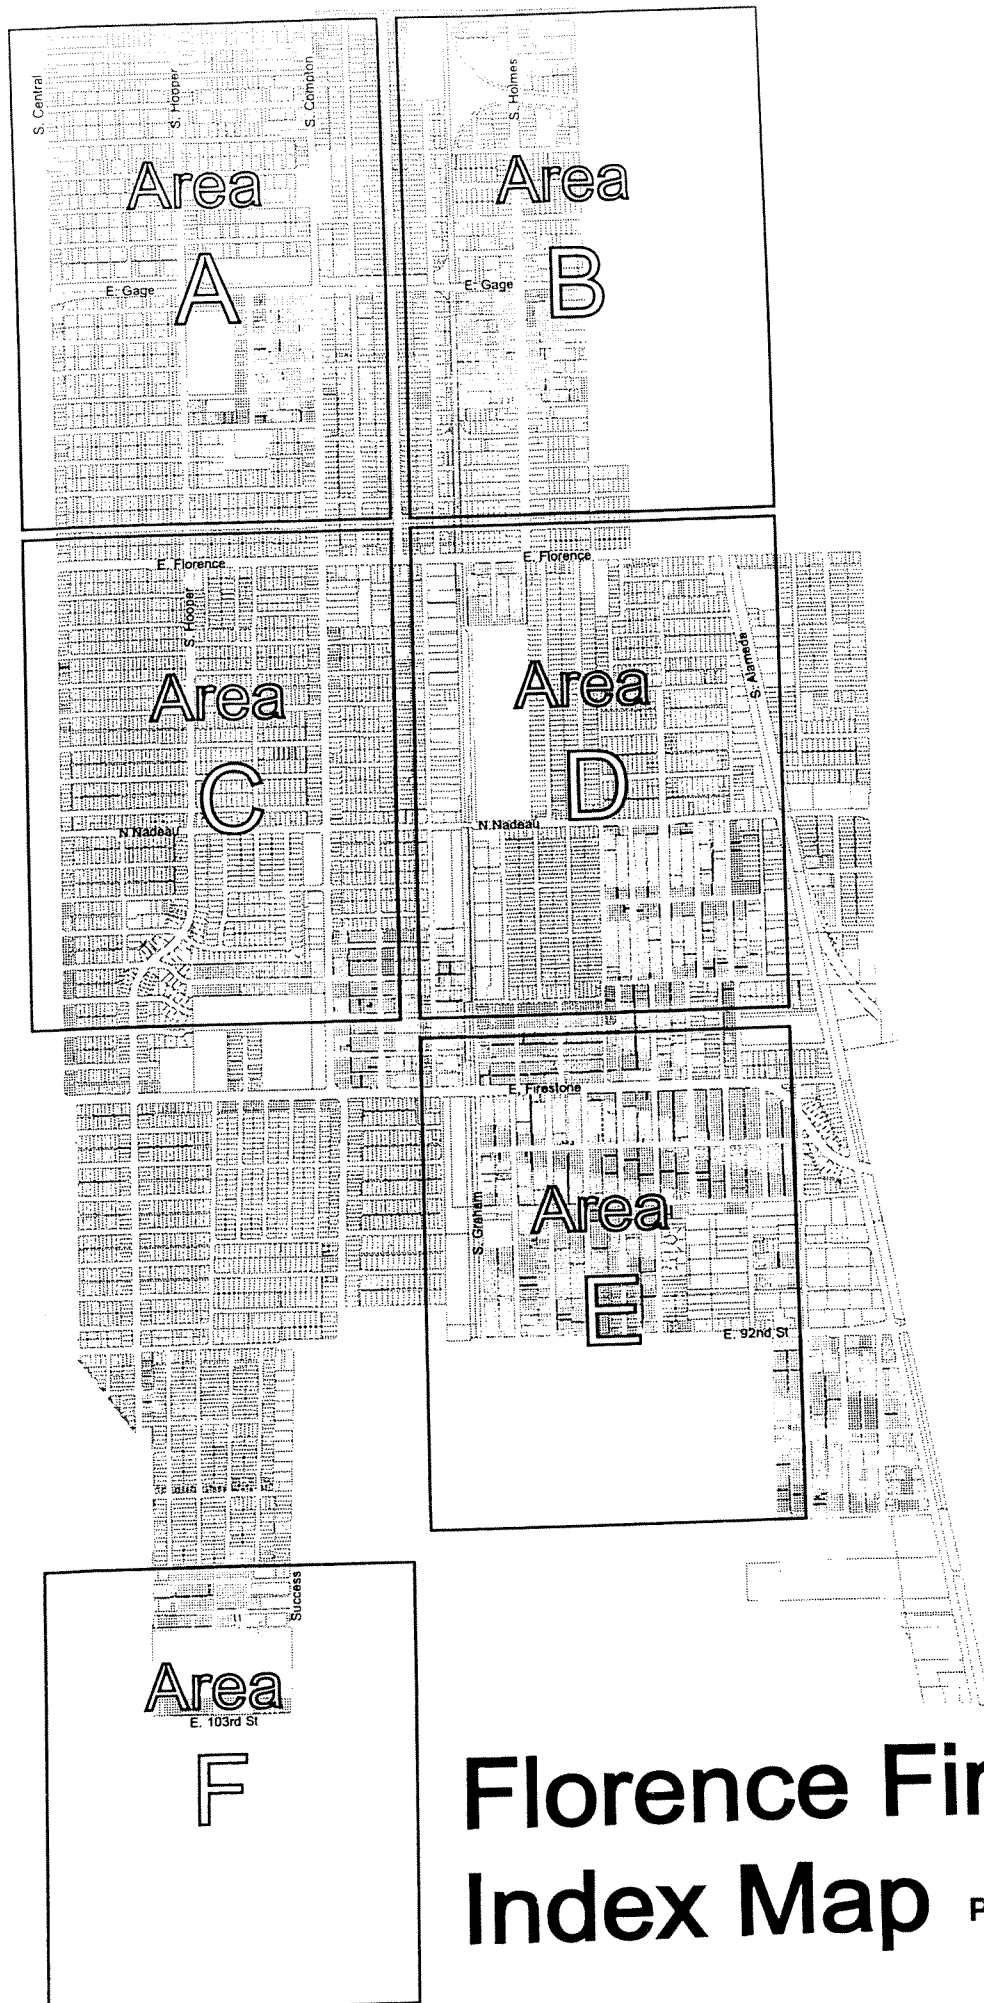 S. Central
S. Hooper
S. Compton
S. Holmes
Area
A
Area
B
E. Gage
E. Gage
E. Florence
E. Florence
S. Hooper
S. Alameda
Area
C
Area
D
N Nadeau
N Nadeau
E. Firestone
S. Graham
Area
E
E. 92nd St
Success
Area
E. 103rd St
F
Florence Fir
Index Map P